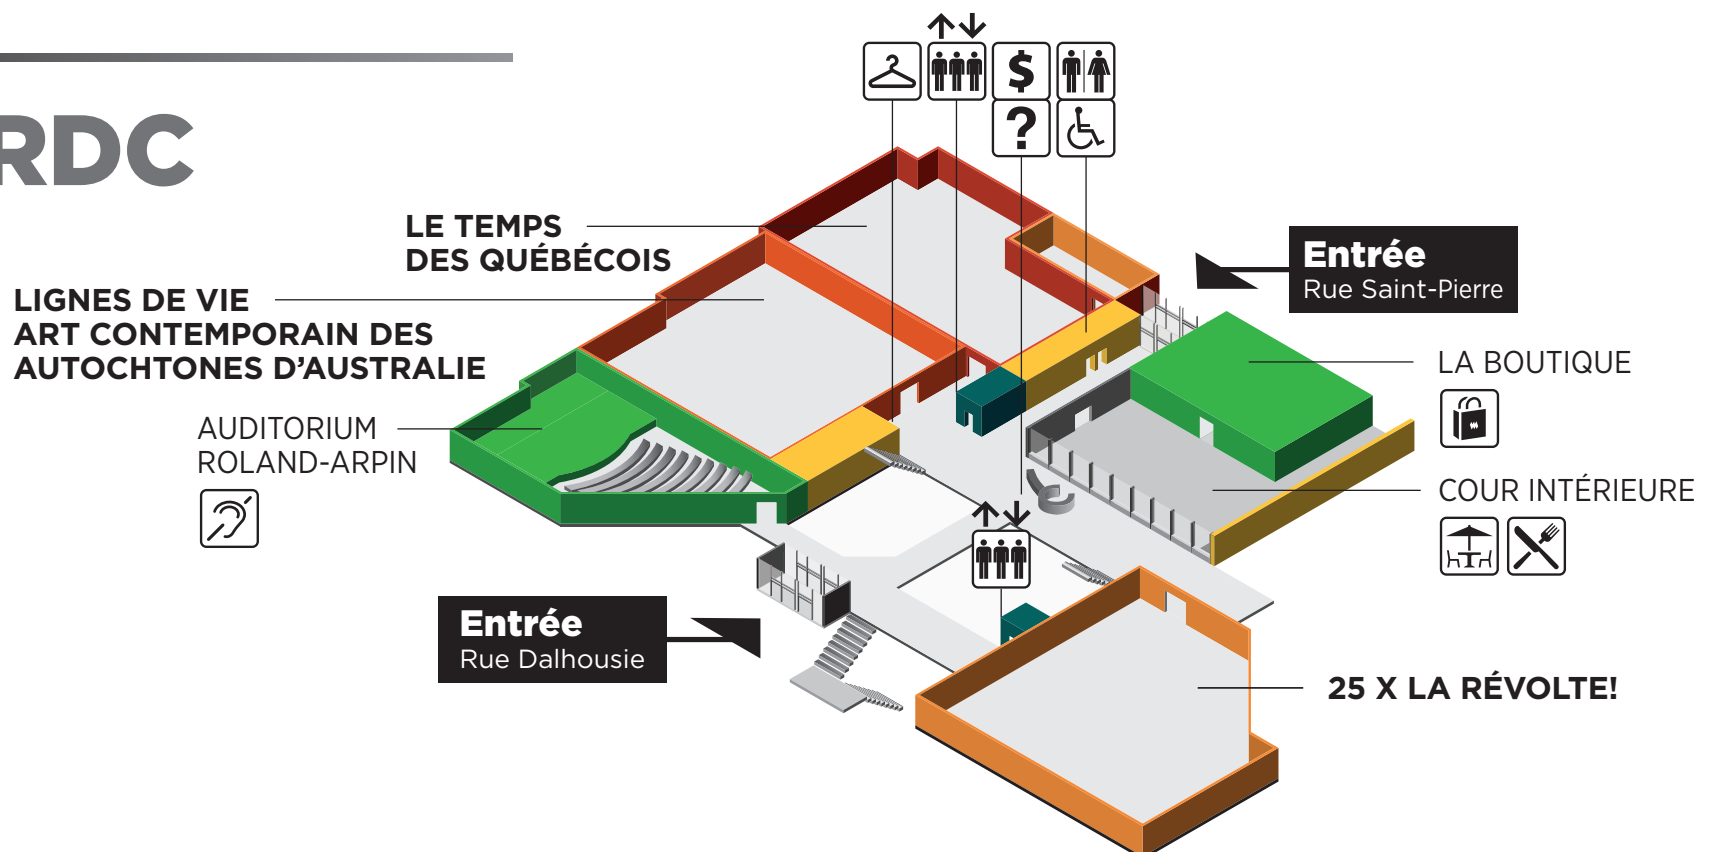 RDC
LE TEMPS
DES QUÉBÉCOIS
LIGNES DE VIE
ART CONTEMPORAIN DES
AUTOCHTONES D'AUSTRALIE
AUDITORIUM
ROLAND-ARPIN
$
?
Entrée
Rue Saint-Pierre
LA BOUTIQUE
COUR INTÉRIEURE
Entrée
Rue Dalhousie
25 X LA RÉVOLTE!